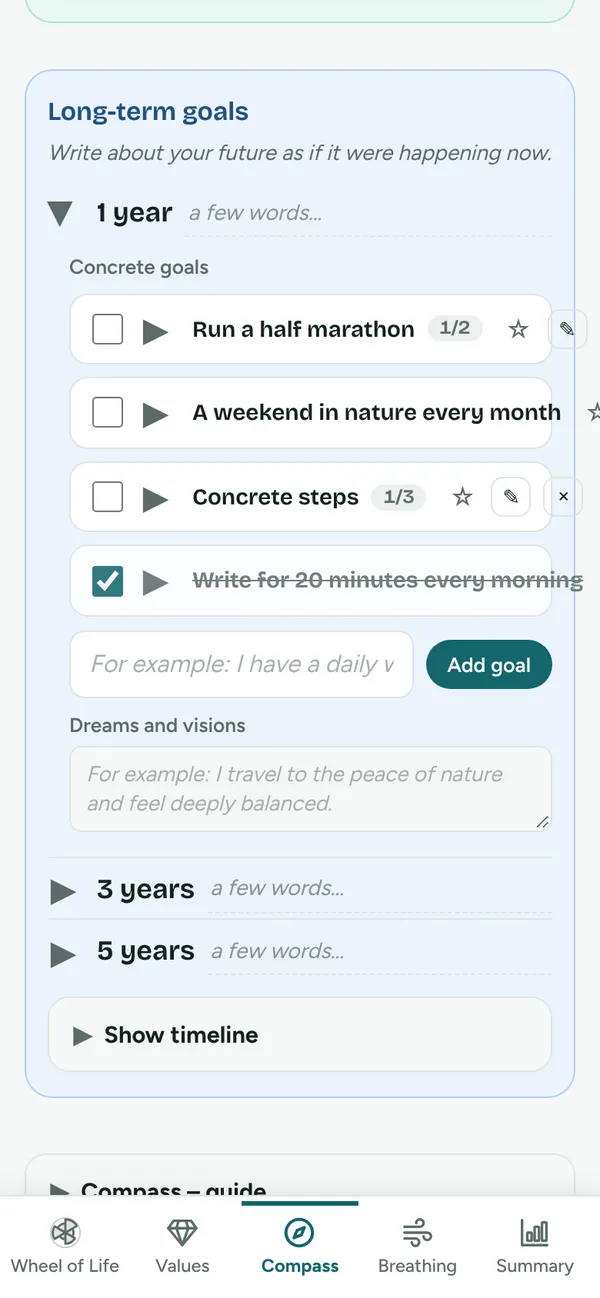 Long-term goals
Write about your future as if it were happening now.
1 year a few words...
Concrete goals
Run a half marathon 1/2
A weekend in nature every month
Concrete steps 1/3
Write for 20 minutes every morning
For example: I have a daily v
Add goal
Dreams and visions
For example: I travel to the peace of nature
and feel deeply balanced.
3 years a few words...
5 years a few words...
Show timeline
Compass – guide
Wheel of Life Values Compass Breathing Summary